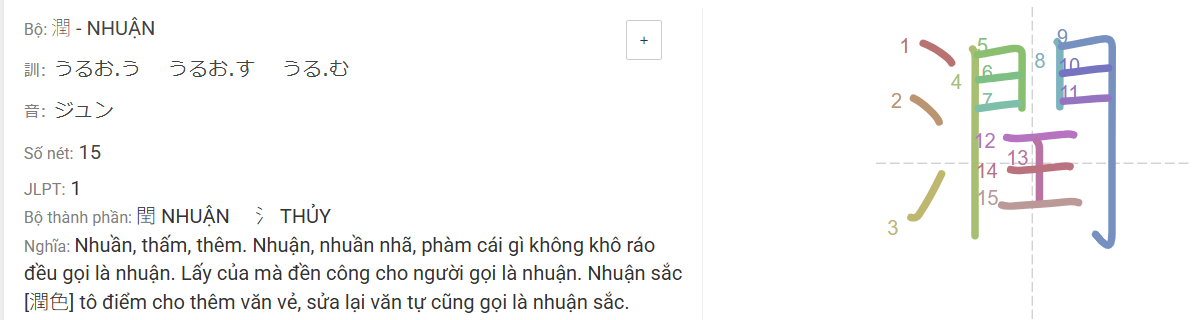 Bộ: 潤 - NHUẬN
+
訓: うるお.う うるお.す うる.む
音: ジュン
Số nét: 15
JLPT: 1
Bộ thành phần: 閏 NHUẬN 氵 THỦY
Nghĩa: Nhuần, thấm, thêm. Nhuận, nhuần nhã, phàm cái gì không khô ráo
đều gọi là nhuận. Lấy của mà đền công cho người gọi là nhuận. Nhuận sắc
[潤色] tô điểm cho thêm văn vẻ, sửa lại văn tự cũng gọi là nhuận sắc.
潤
1
2
3
4
5
6
7
8
9
10
11
12
13
14
15